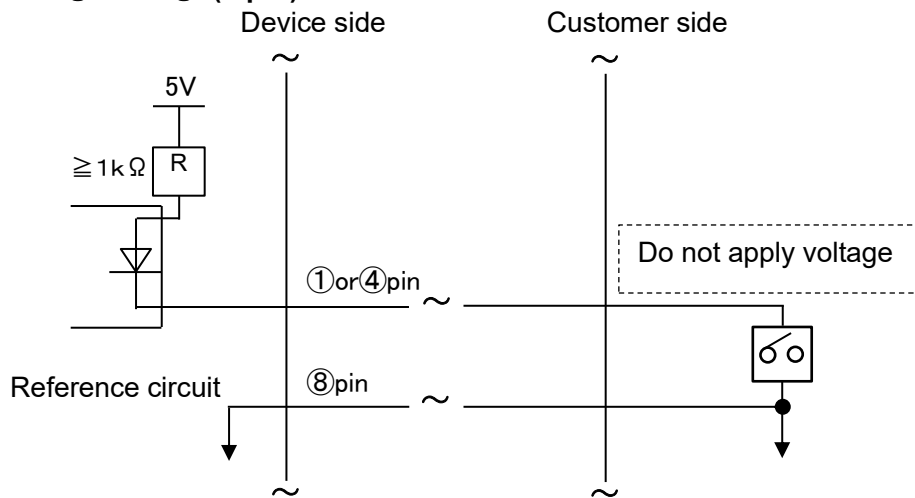 Device side
Customer side
5V
≧1kΩ
R
Do not apply voltage
①or④pin
Reference circuit
⑧pin